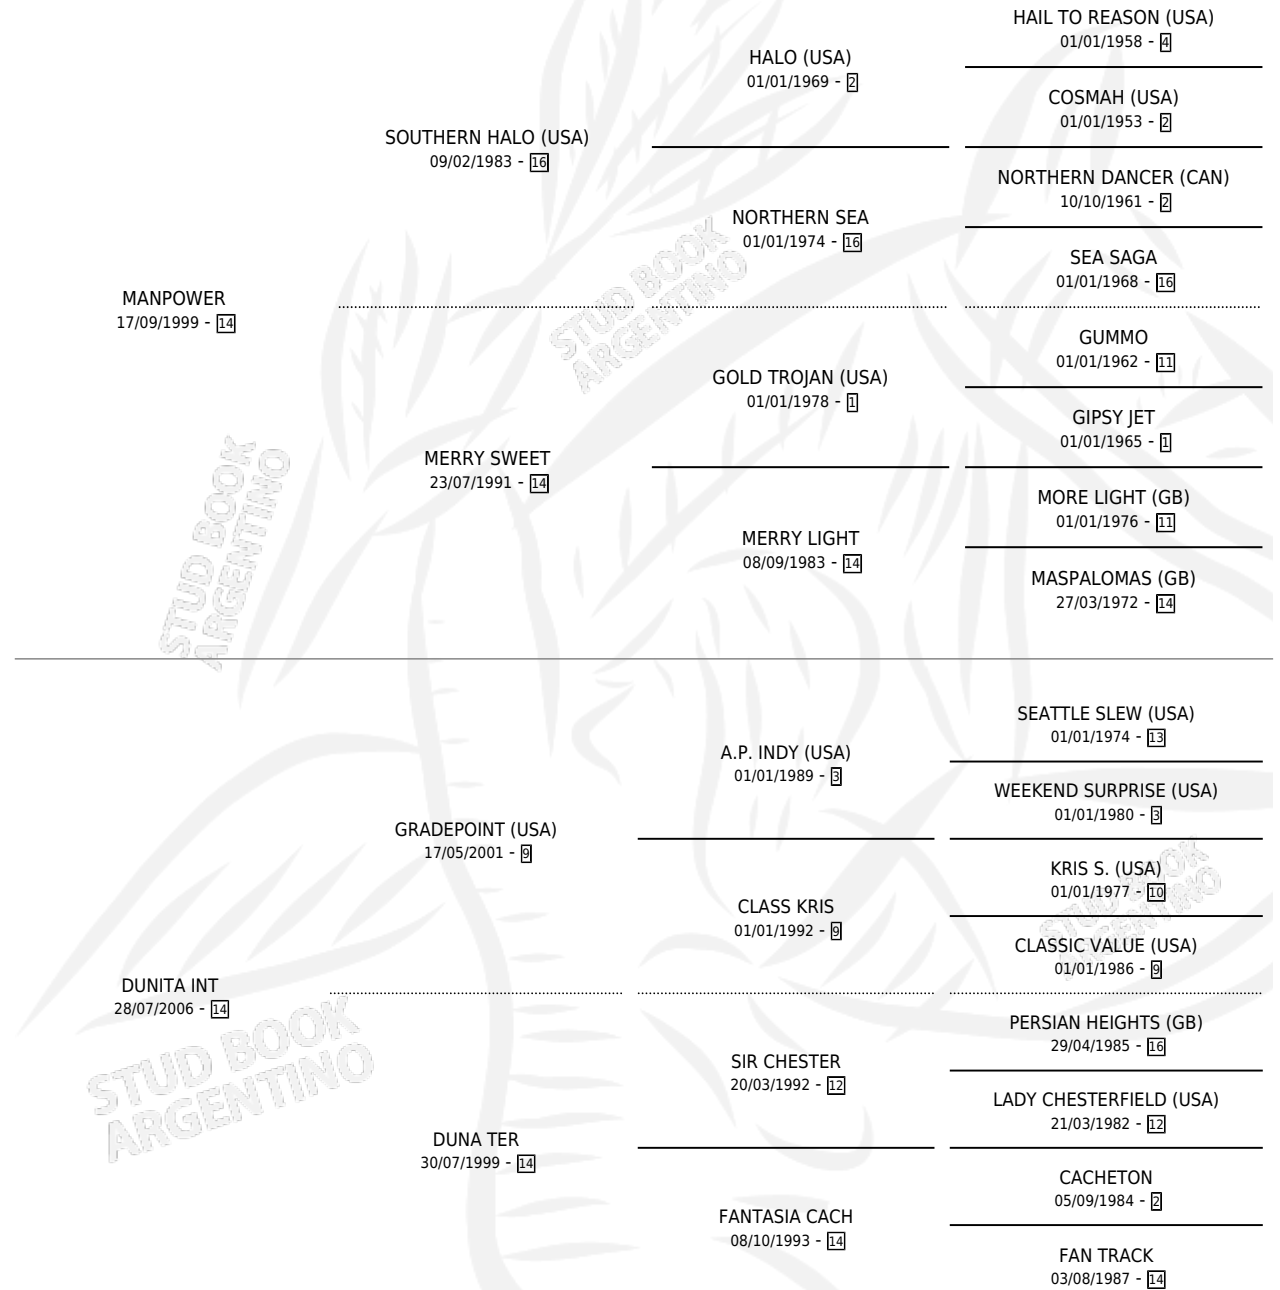 HAIL TO REASON (USA)
01/01/1958 - 4
HALO (USA)
01/01/1969 - 2
COSMAH (USA)
01/01/1953 - 2
SOUTHERN HALO (USA)
09/02/1983 - 16
NORTHERN DANCER (CAN)
10/10/1961 - 2
NORTHERN SEA
01/01/1974 - 16
SEA SAGA
01/01/1968 - 16
MANPOWER
17/09/1999 - 14
GUMMO
01/01/1962 - 11
GOLD TROJAN (USA)
01/01/1978 - 1
GIPSY JET
01/01/1965 - 1
MERRY SWEET
23/07/1991 - 14
MORE LIGHT (GB)
01/01/1976 - 11
MERRY LIGHT
08/09/1983 - 14
MASPALOMAS (GB)
27/03/1972 - 14
SEATTLE SLEW (USA)
01/01/1974 - 13
A.P. INDY (USA)
01/01/1989 - 3
WEEKEND SURPRISE (USA)
01/01/1980 - 3
GRADEPOINT (USA)
17/05/2001 - 9
KRIS S. (USA)
01/01/1977 - 10
CLASS KRIS
01/01/1992 - 9
CLASSIC VALUE (USA)
01/01/1986 - 9
DUNITA INT
28/07/2006 - 14
PERSIAN HEIGHTS (GB)
29/04/1985 - 16
SIR CHESTER
20/03/1992 - 12
LADY CHESTERFIELD (USA)
21/03/1982 - 12
DUNA TER
30/07/1999 - 14
CACHETON
05/09/1984 - 2
FANTASIA CACH
08/10/1993 - 14
FAN TRACK
03/08/1987 - 14
STUD BOOK
ARGENTINO
STUD BOOK
ARGENTINO
STUD BOOK
ARGENTINO
STUD BOOK
ARGENTINO